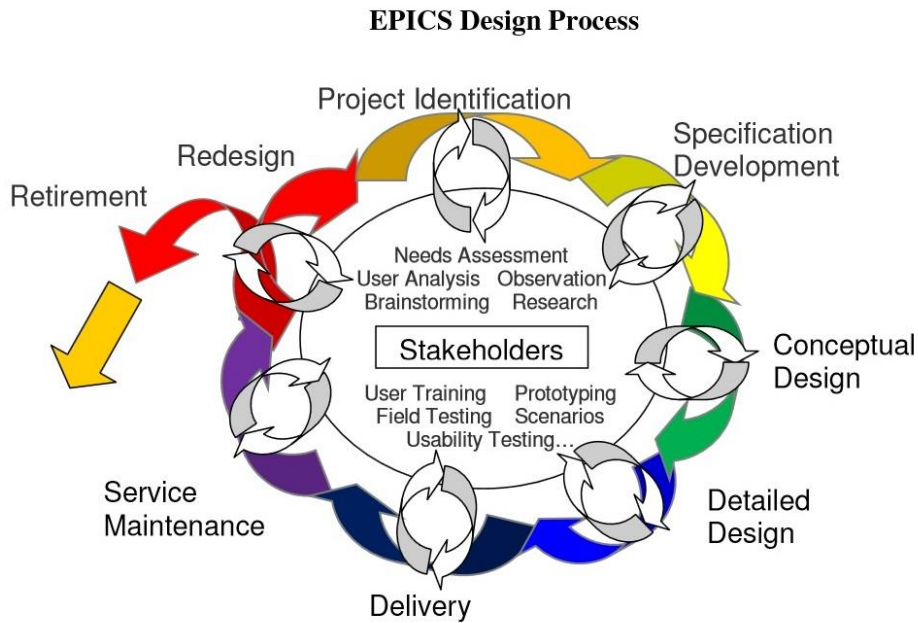 EPICS Design Process
Project Identification
Specification
Development
Redesign
Retirement
Needs Assessment
User Analysis Observation
Brainstorming Research
Stakeholders
Conceptual
Design
User Training Prototyping
Field Testing Scenarios
Usability Testing...
Service
Maintenance
Detailed
Design
Delivery